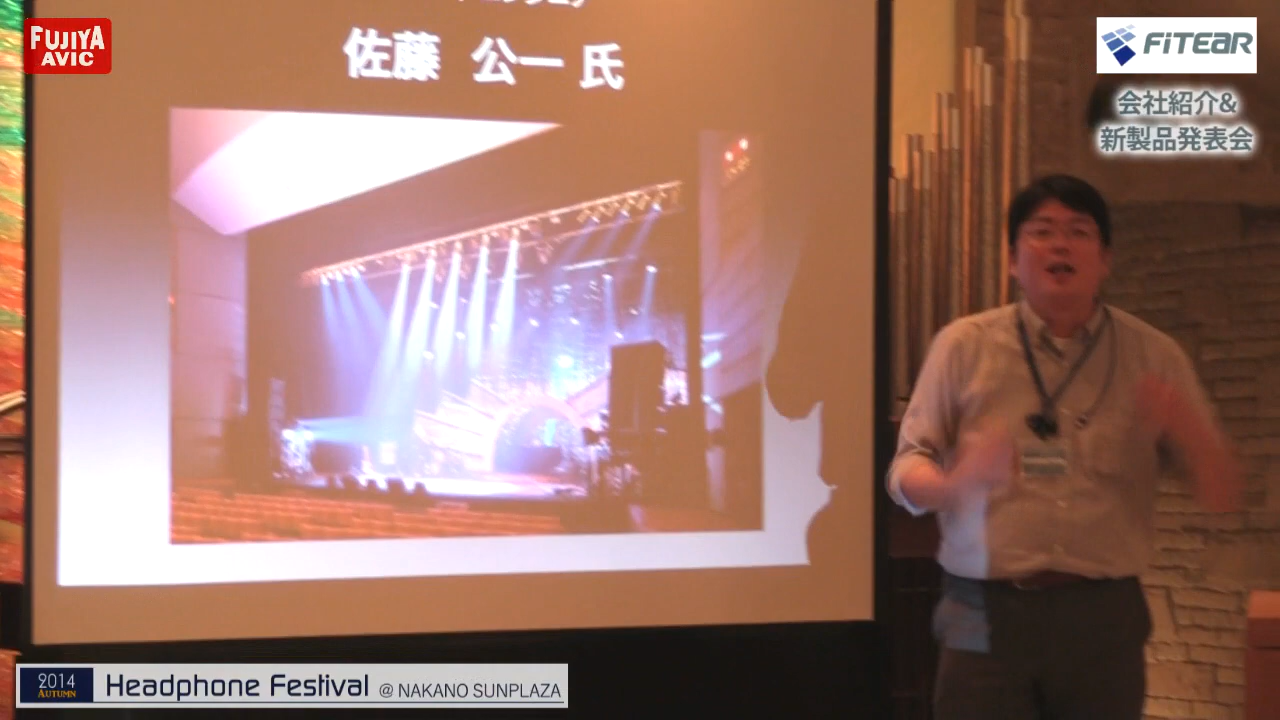 FUJIYA
AVIC
佐藤 公一 氏
FiTEAR
会社紹介&
新製品発表会
2014
AUTUMN
Headphone Festival @ NAKANO SUNPLAZA